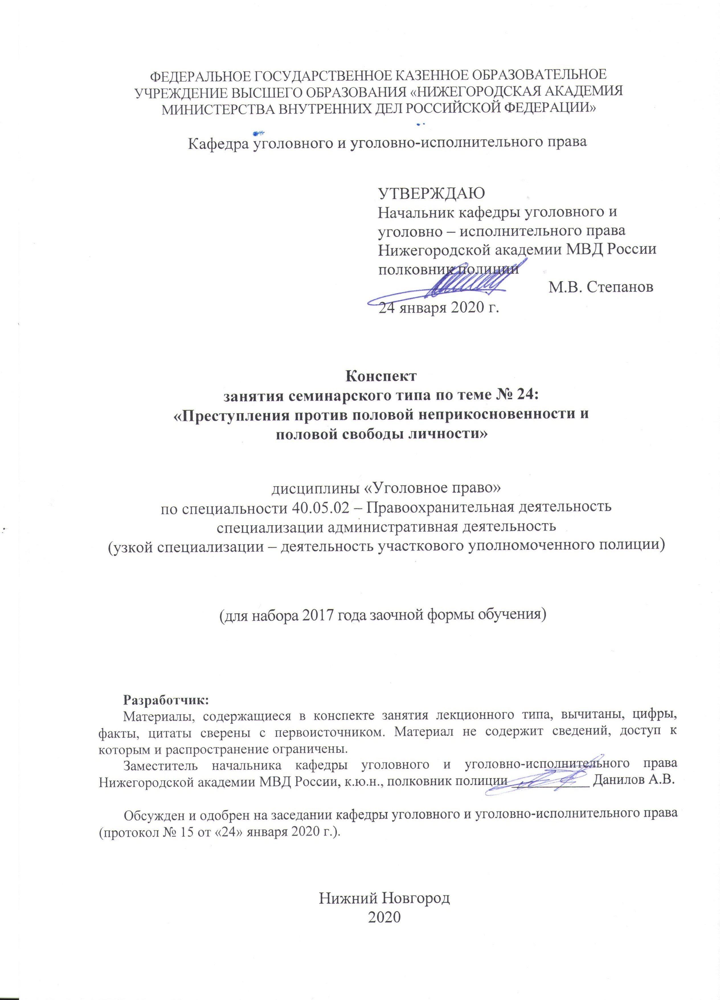 ФЕДЕРАЛЬНОЕ ГОСУДАРСТВЕННОЕ КАЗЕННОЕ ОБРАЗОВАТЕЛЬНОЕ
УЧРЕЖДЕНИЕ ВЫСШЕГО ОБРАЗОВАНИЯ «НИЖЕГОРОДСКАЯ АКАДЕМИЯ
МИНИСТЕРСТВА ВНУТРЕННИХ ДЕЛ РОССИЙСКОЙ ФЕДЕРАЦИИ»
Кафедра уголовного и уголовно-исполнительного права
УТВЕРЖДАЮ
Начальник кафедры уголовного и
уголовно – исполнительного права
Нижегородской академии МВД России
полковник полиции
М.В. Степанов
24 января 2020 г.
Конспект
занятия семинарского типа по теме № 24:
«Преступления против половой неприкосновенности и
половой свободы личности»
дисциплины «Уголовное право»
по специальности 40.05.02 – Правоохранительная деятельность
специализации административная деятельность
(узкой специализации – деятельность участкового уполномоченного полиции)
(для набора 2017 года заочной формы обучения)
Разработчик:
Материалы, содержащиеся в конспекте занятия лекционного типа, вычитаны, цифры,
факты, цитаты сверены с первоисточником. Материал не содержит сведений, доступ к
которым и распространение ограничены.
Заместитель начальника кафедры уголовного и уголовно-исполнительного права
Нижегородской академии МВД России, к.ю.н., полковник полиции ____________ Данилов А.В.
Обсужден и одобрен на заседании кафедры уголовного и уголовно-исполнительного права
(протокол № 15 от «24» января 2020 г.).
Нижний Новгород
2020